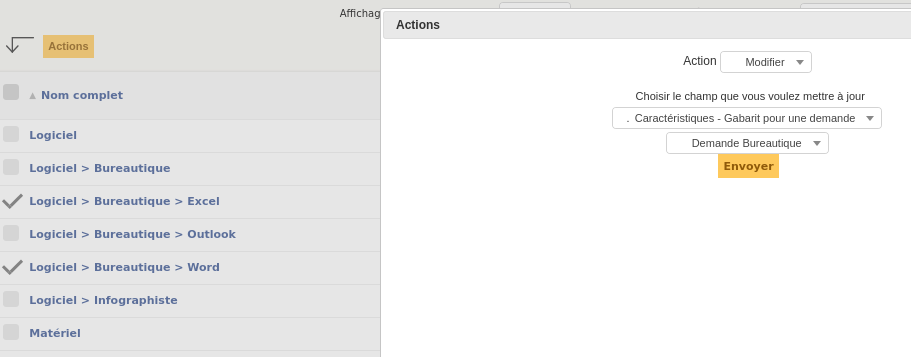 Affichag
Actions
Nom complet
Logiciel
Logiciel > Bureautique
Logiciel > Bureautique > Excel
Logiciel > Bureautique > Outlook
Logiciel > Bureautique > Word
Logiciel > Infographiste
Matériel
Actions
Action Modifier
Choisir le champ que vous voulez mettre à jour
. Caractéristiques - Gabarit pour une demande
Demande Bureautique
Envoyer